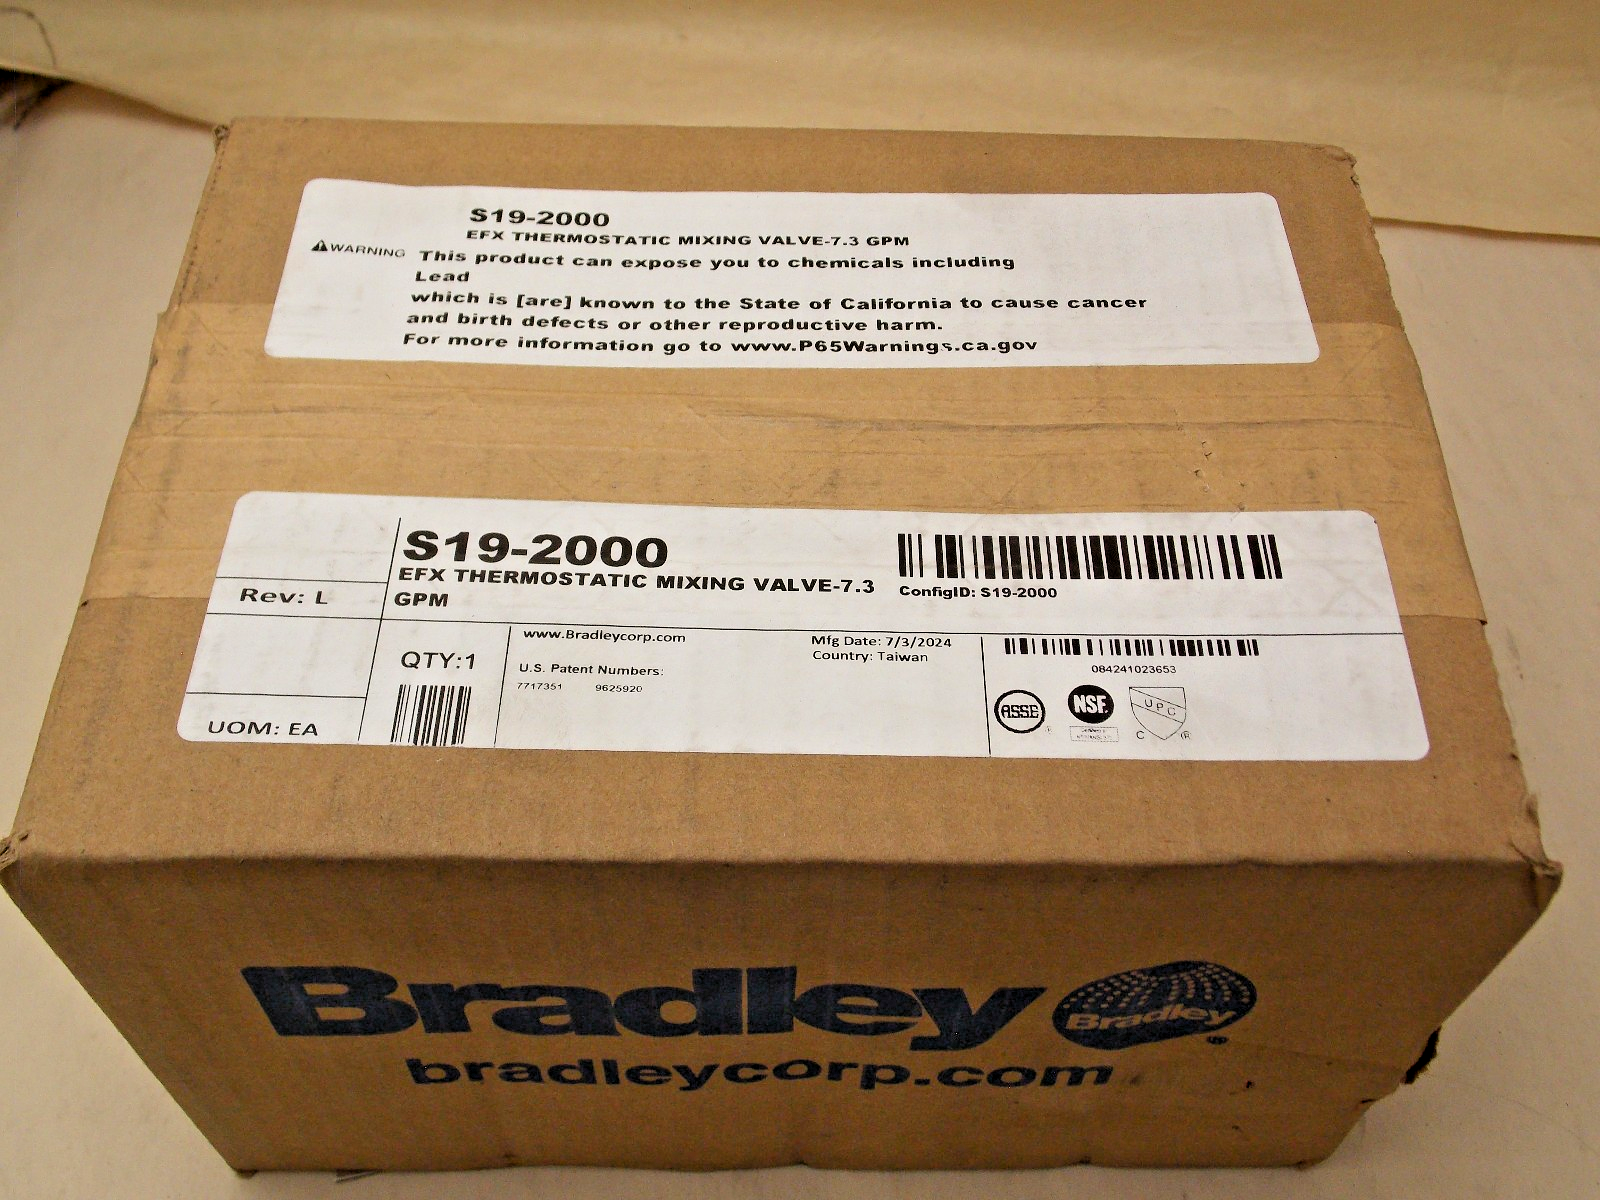 S19-2000
EFX THERMOSTATIC MIXING VALVE-7.3 GPM
WARNING This product can expose you to chemicals including
Lead
which is [are] known to the State of California to cause cancer
and birth defects or other reproductive harm.
For more information go to www.P65Warnings.ca.gov
S19-2000
EFX THERMOSTATIC MIXING VALVE-7.3
GPM
ConfigID: S19-2000
Rev: L
QTY:1
UOM: EA
www.Bradleycorp.com
U.S. Patent Numbers:
7717351 9625920
Mfg Date: 7/3/2024
Country: Taiwan
084241023653
ASSE
NSF.
UPC
C ®
Bradley
Bradley ®
bradleycorp.com